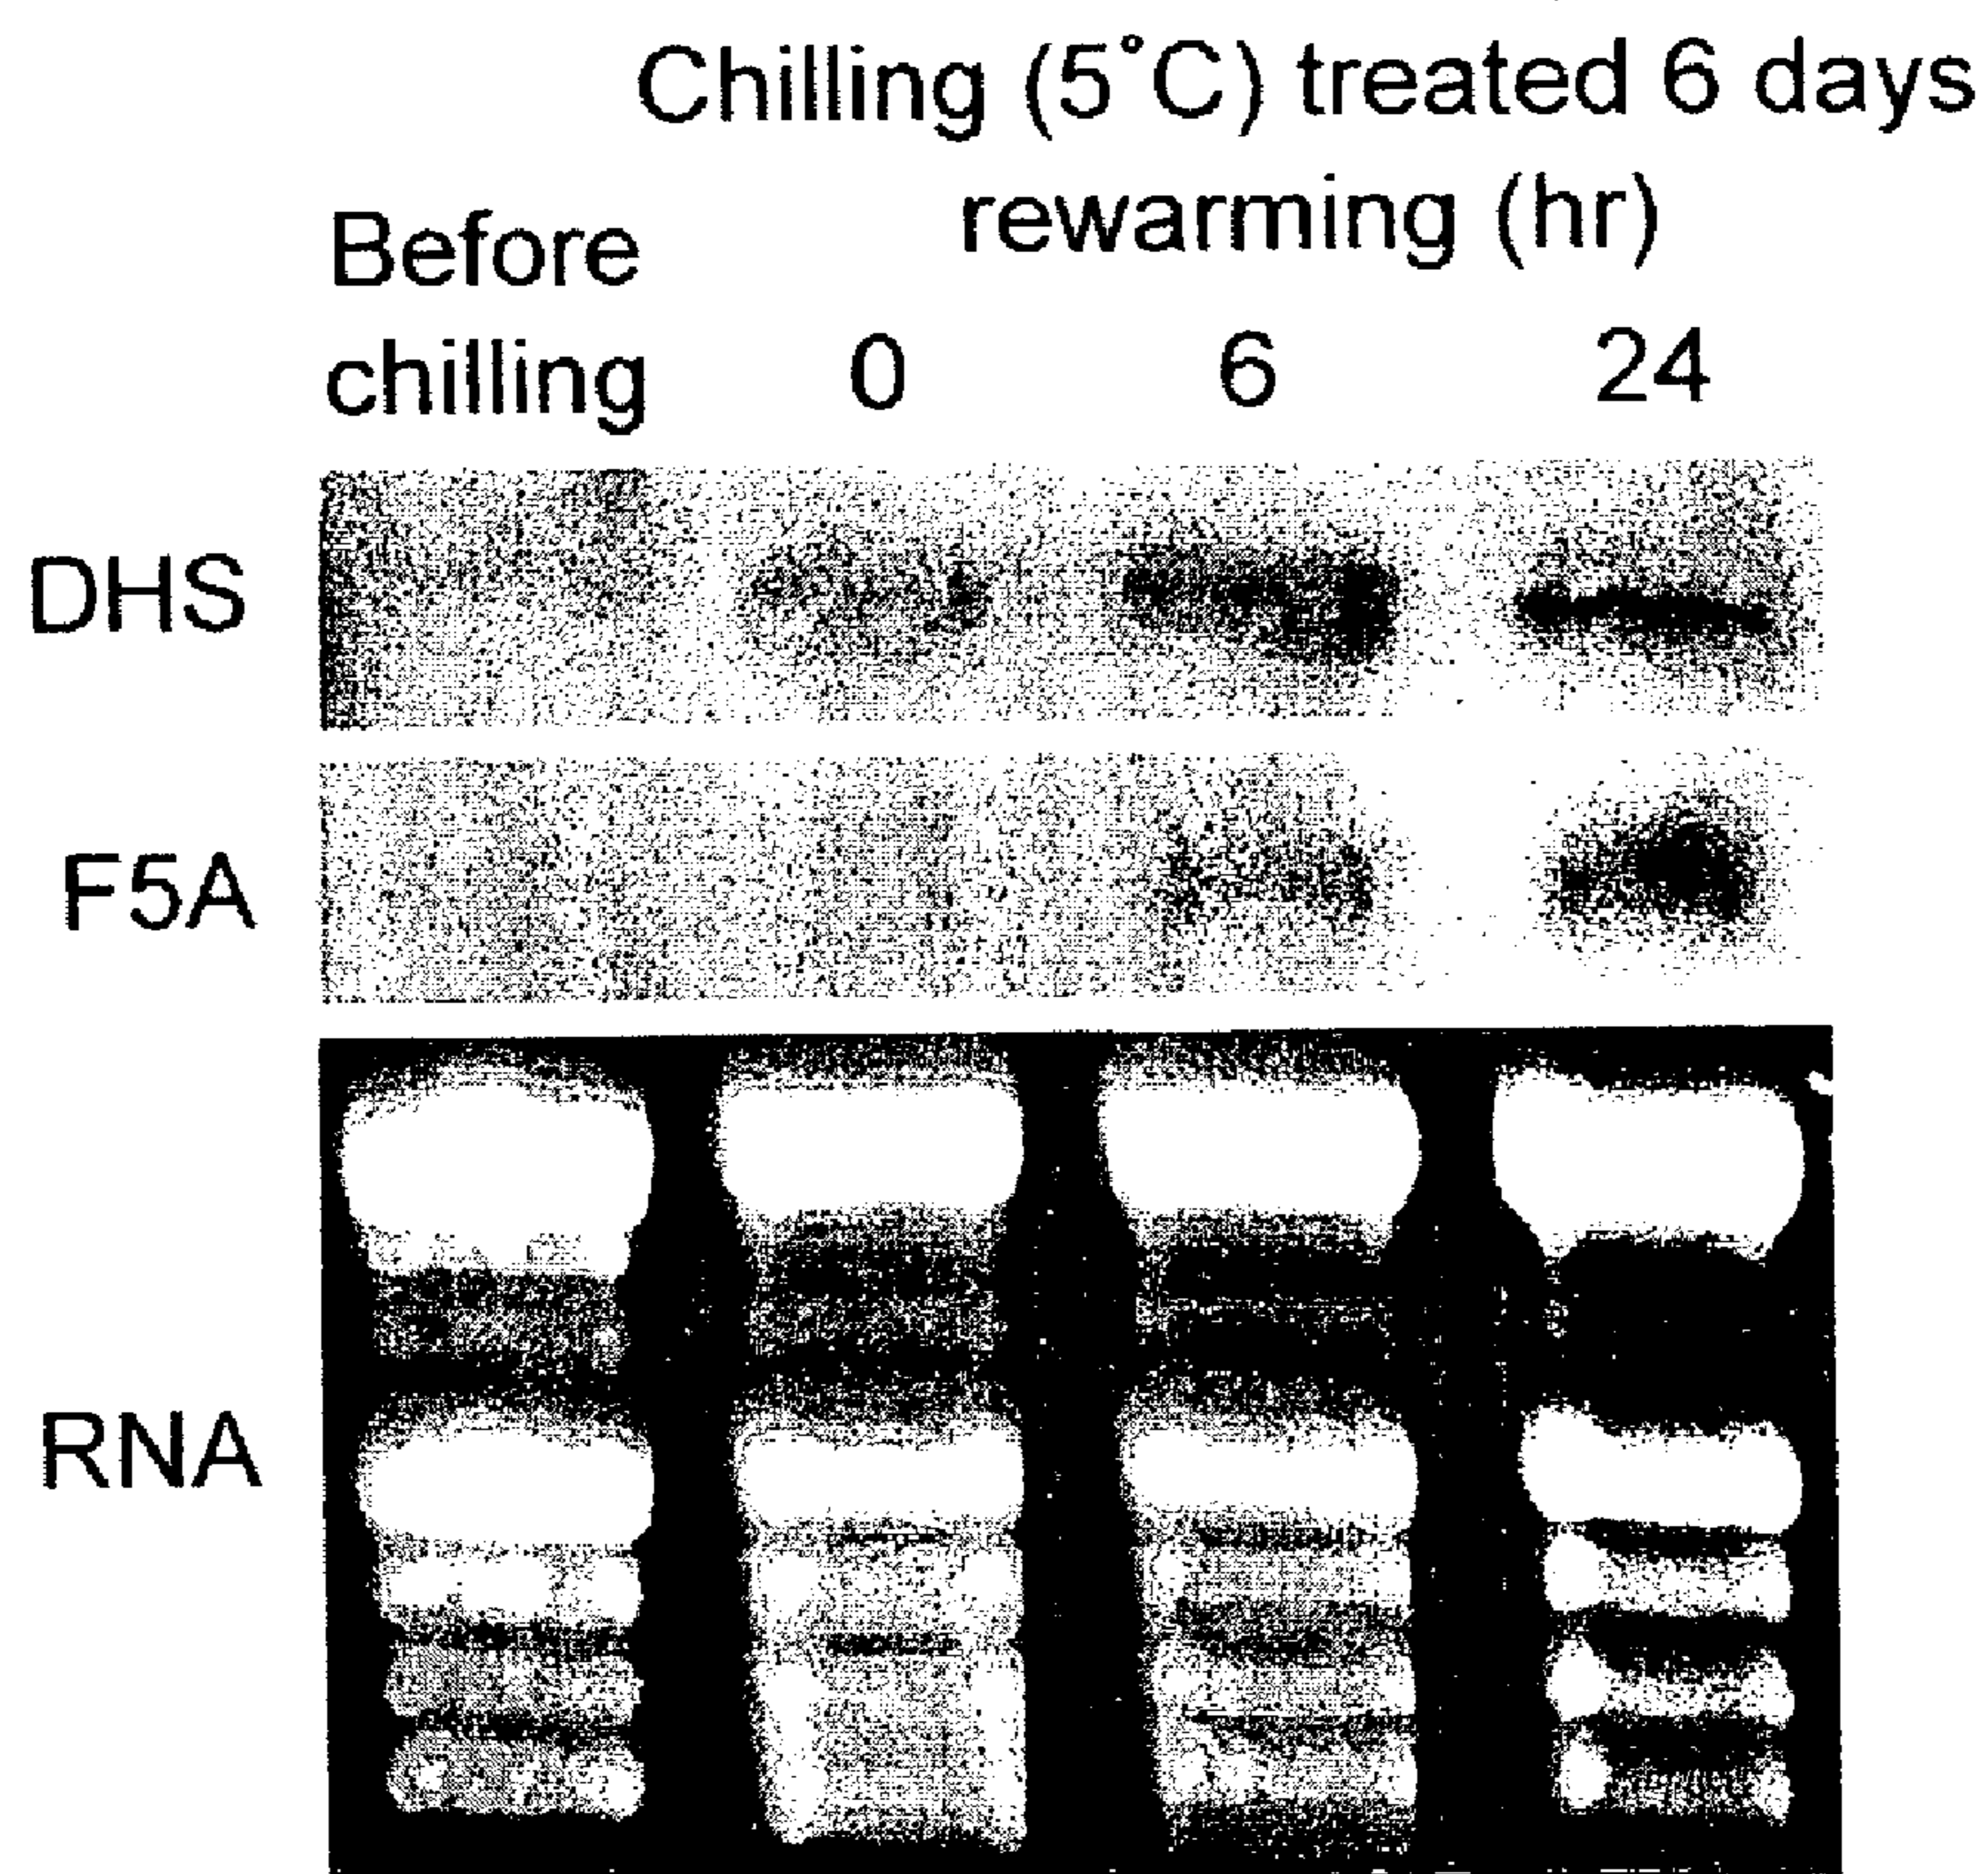 Chilling (5°C) treated 6 days
rewarming (hr)
Before
chilling 0 6 24
DHS
F5A
RNA